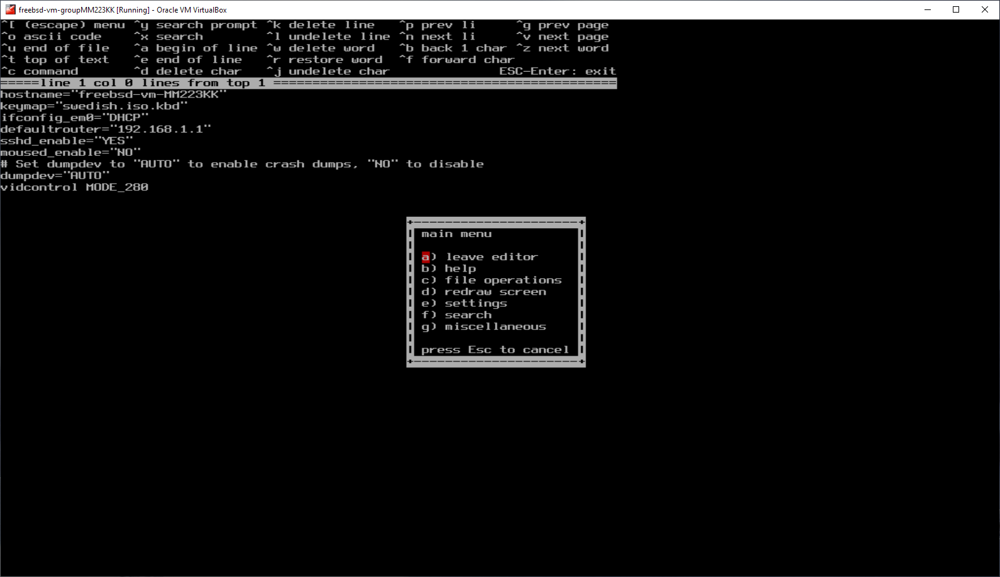 freebsd-vm-groupMM223KK [Running] - Oracle VM VirtualBox
^[ (escape) menu ^y search prompt ^k delete line ^p prev li ^g prev page
^o ascii code ^x search ^l undelete line ^n next li ^v next page
^u end of file ^a begin of line ^w delete word ^b back 1 char ^z next word
^t top of text ^e end of line ^r restore word ^f forward char
^c command ^d delete char ^j undelete char ESC-Enter: exit
=====line 1 col 0 lines from top 1 ============================================
hostname="freebsd-vm-MM223KK"
keymap="swedish.iso.kbd"
ifconfig_em0="DHCP"
defaultrouter="192.168.1.1"
sshd_enable="YES"
moused_enable="NO"
# Set dumpdev to "AUTO" to enable crash dumps, "NO" to disable
dumpdev="AUTO"
vidcontrol MODE_280
main menu
a) leave editor
b) help
c) file operations
d) redraw screen
e) settings
f) search
g) miscellaneous
press Esc to cancel